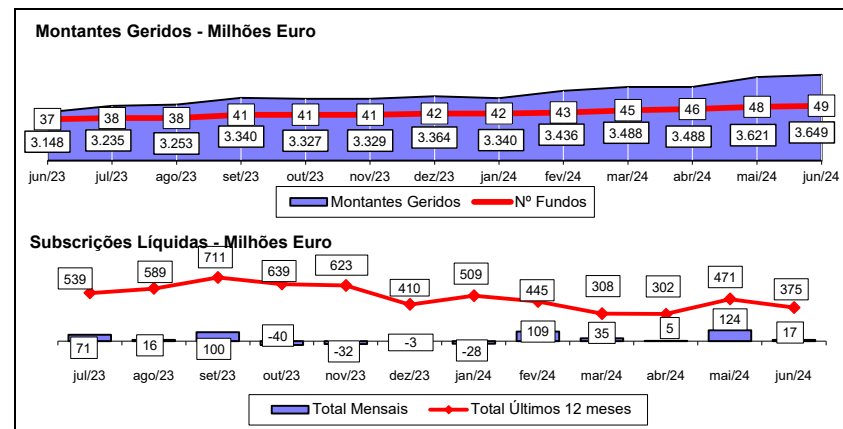 Montantes Geridos - Milhões Euro
37 38 38 41 41 41 42 42 43 45 46 48 49
3.148 3.235 3.253 3.340 3.327 3.329 3.364 3.340 3.436 3.488 3.488 3.621 3.649
jun/23 jul/23 ago/23 set/23 out/23 nov/23 dez/23 jan/24 fev/24 mar/24 abr/24 mai/24 jun/24
Montantes Geridos Nº Fundos
Subscrições Líquidas - Milhões Euro
539 589 711 639 623 410 509 445 308 302 471 375
71 16 100 -40 -32 -3 -28 109 35 5 124 17
jul/23 ago/23 set/23 out/23 nov/23 dez/23 jan/24 fev/24 mar/24 abr/24 mai/24 jun/24
Total Mensais Total Últimos 12 meses